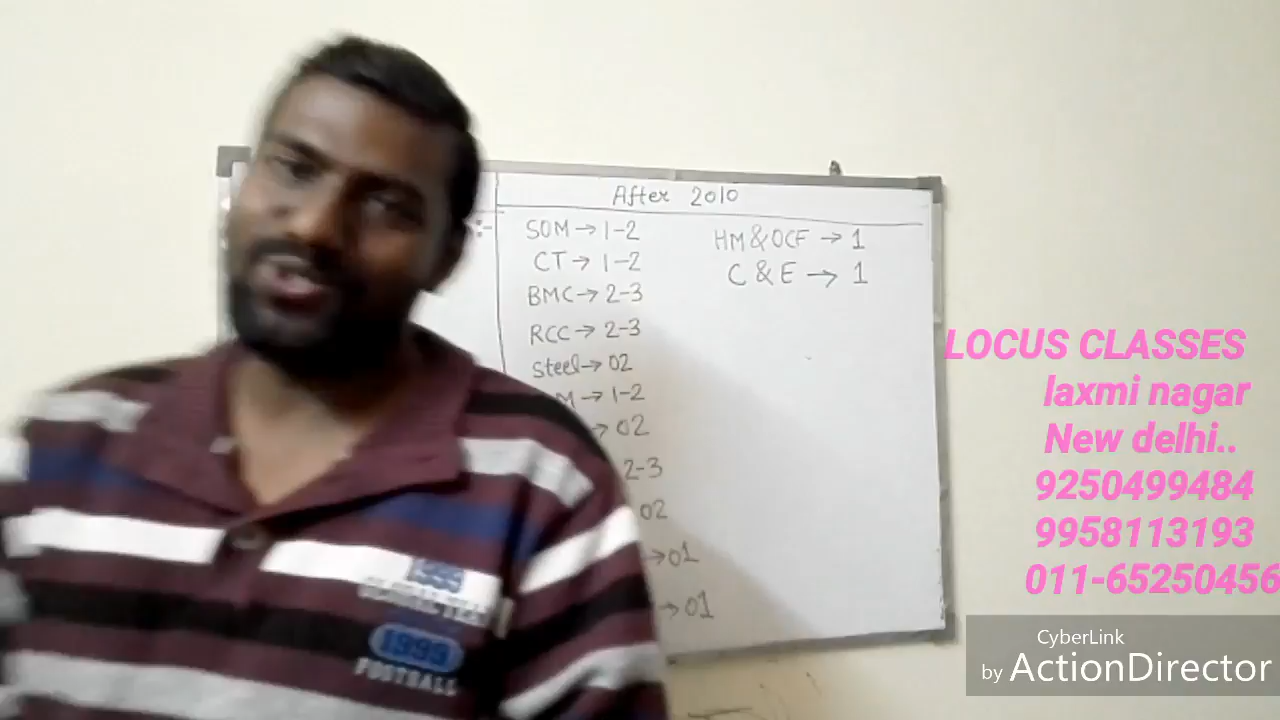 After 2010
SOM→1-2
CT→1-2
BMC→2-3
RCC→2-3
Steel→02
M→1-2
→02
2-3
02
→01
→01
HM&OCF→1
C&E→1
LOCUS CLASSES
laxmi nagar
New delhi..
9250499484
9958113193
011-65250456
1995
1995
FOOTBALL
CyberLink
by ActionDirector